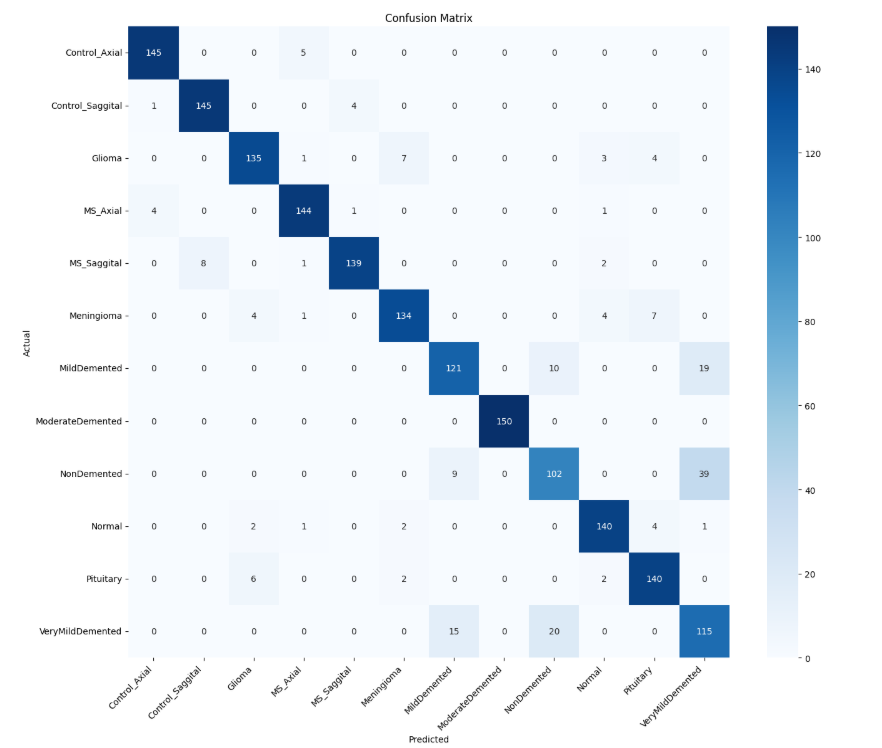 Confusion Matrix
Control_Axial 145 0 0 5 0 0 0 0 0 0 0 0
140
Control_Saggital 1 145 0 0 4 0 0 0 0 0 0 0
120
Glioma 0 0 135 1 0 7 0 0 0 3 4 0
MS_Axial 4 0 0 144 1 0 0 0 0 1 0 0
100
MS_Saggital 0 8 0 1 139 0 0 0 0 2 0 0
Meningioma 0 0 4 1 0 134 0 0 0 4 7 0
80
Actual
MildDemented 0 0 0 0 0 0 121 0 10 0 0 19
60
ModerateDemented 0 0 0 0 0 0 0 150 0 0 0 0
40
NonDemented 0 0 0 0 0 0 9 0 102 0 0 39
Normal 0 0 2 1 0 2 0 0 0 140 4 1
20
Pituitary 0 0 6 0 0 2 0 0 0 2 140 0
VeryMildDemented 0 0 0 0 0 0 15 0 20 0 0 115
0
Control_Axial Control_Saggital Glioma MS_Axial MS_Saggital Meningioma MildDemented ModerateDemented NonDemented Normal Pituitary VeryMildDemented
Predicted